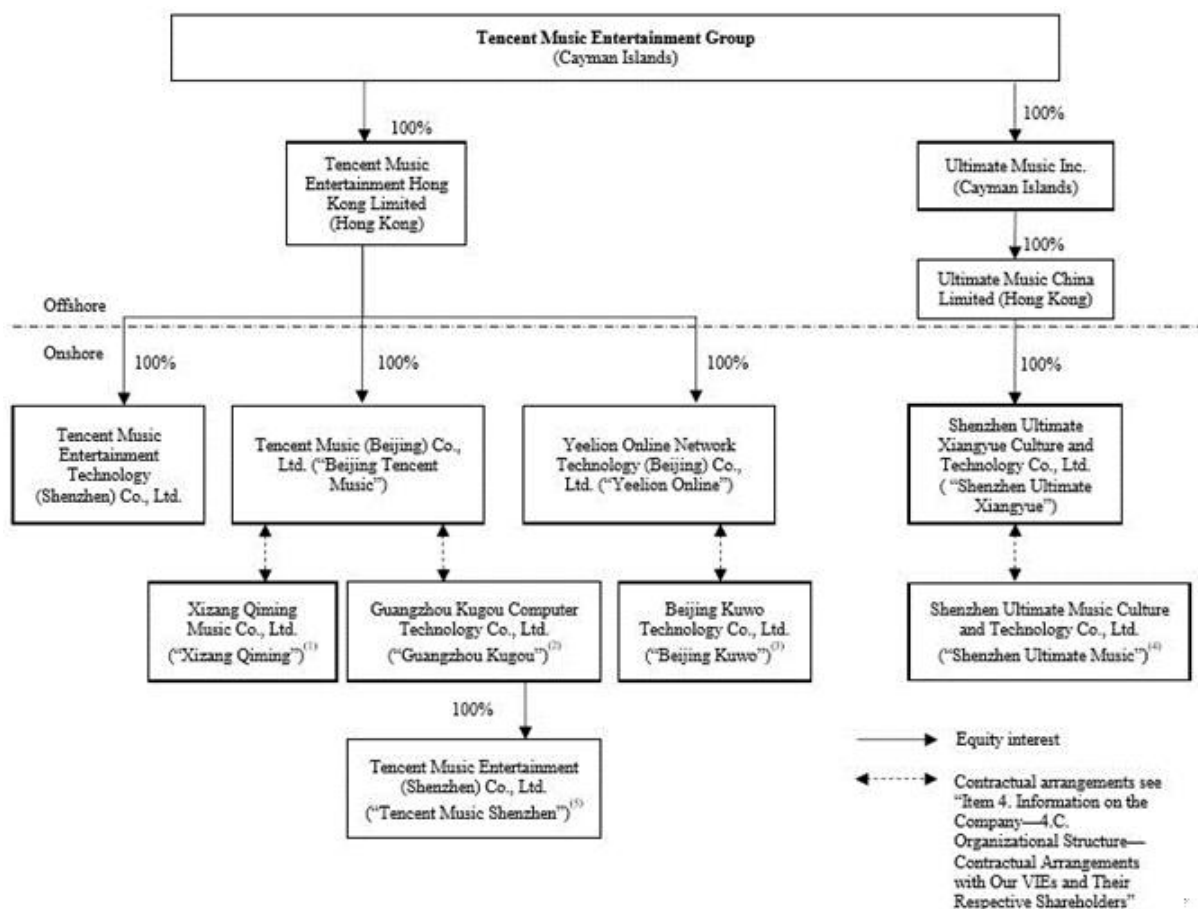 Tencent Music Entertainment Group
(Cayman Islands)
100%
100%
Tencent Music
Entertainment Hong
Kong Limited
(Hong Kong)
Ultimate Music Inc.
(Cayman Islands)
100%
Ultimate Music China
Limited (Hong Kong)
Offshore
Onshore
100%
100%
100%
100%
Tencent Music
Entertainment
Technology
(Shenzhen) Co., Ltd.
Tencent Music (Beijing) Co.,
Ltd. (“Beijing Tencent
Music”)
Yeelion Online Network
Technology (Beijing) Co.,
Ltd. (“Yeelion Online”)
Shenzhen Ultimate
Xiangyue Culture and
Technology Co., Ltd.
( “Shenzhen Ultimate
Xiangyue”)
Xizang Qiming
Music Co., Ltd.
(“Xizang Qiming”)(1)
Guangzhou Kugou Computer
Technology Co., Ltd.
(“Guangzhou Kugou”)(2)
Beijing Kuwo
Technology Co., Ltd.
(“Beijing Kuwo”)(3)
Shenzhen Ultimate Music Culture
and Technology Co., Ltd.
(“Shenzhen Ultimate Music”)(4)
100%
Tencent Music Entertainment
(Shenzhen) Co., Ltd.
(“Tencent Music Shenzhen”)(5)
Equity interest
Contractual arrangements see
“Item 4. Information on the
Company—4.C.
Organizational Structure—
Contractual Arrangements
with Our VIEs and Their
Respective Shareholders”